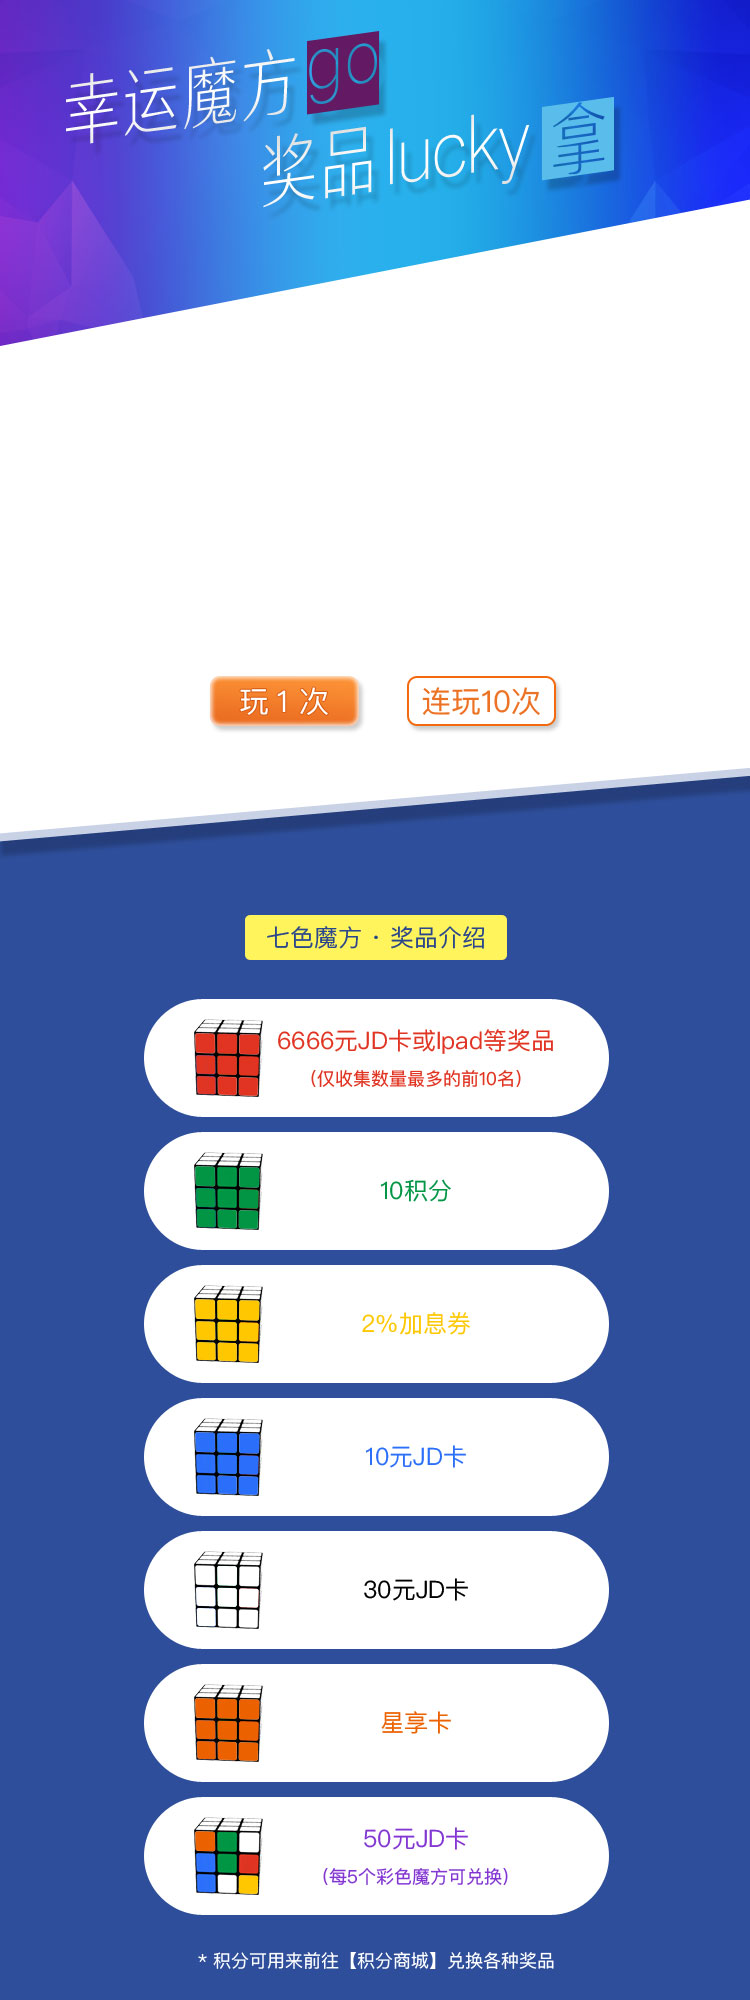 幸运魔方go
奖品lucky拿
玩 1 次
连玩10次
七色魔方 · 奖品介绍
6666元JD卡或Ipad等奖品
(仅收集数量最多的前10名)
10积分
2%加息券
10元JD卡
30元JD卡
星享卡
50元JD卡
(每5个彩色魔方可兑换)
* 积分可用来前往【积分商城】兑换各种奖品